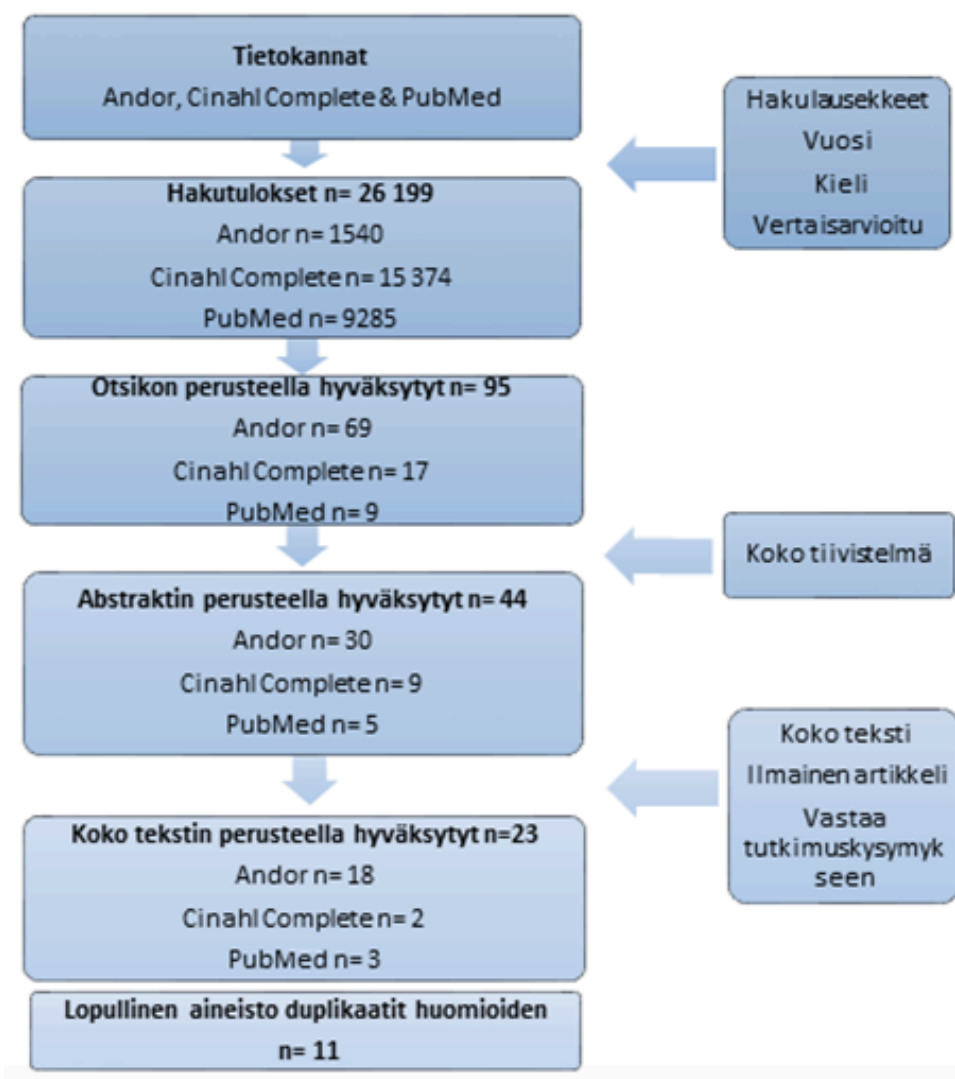 Tietokannat
Andor, Cinahl Complete & PubMed
Hakulausekkeet
Vuosi
Kieli
Vertaisarvioitu
Hakutulokset n= 26 199
Andor n= 1540
Cinahl Complete n= 15 374
PubMed n= 9285
Otsikon perusteella hyväksytyt n= 95
Andor n= 69
Cinahl Complete n= 17
PubMed n= 9
Koko tiivistelmä
Abstraktin perusteella hyväksytyt n= 44
Andor n= 30
Cinahl Complete n= 9
PubMed n= 5
Koko teksti
Ilmainen artikkeli
Vastaa
tutkimuskysymyk
seen
Koko tekstin perusteella hyväksytyt n=23
Andor n= 18
Cinahl Complete n= 2
PubMed n= 3
Lopullinen aineisto duplikaatit huomioiden
n= 11